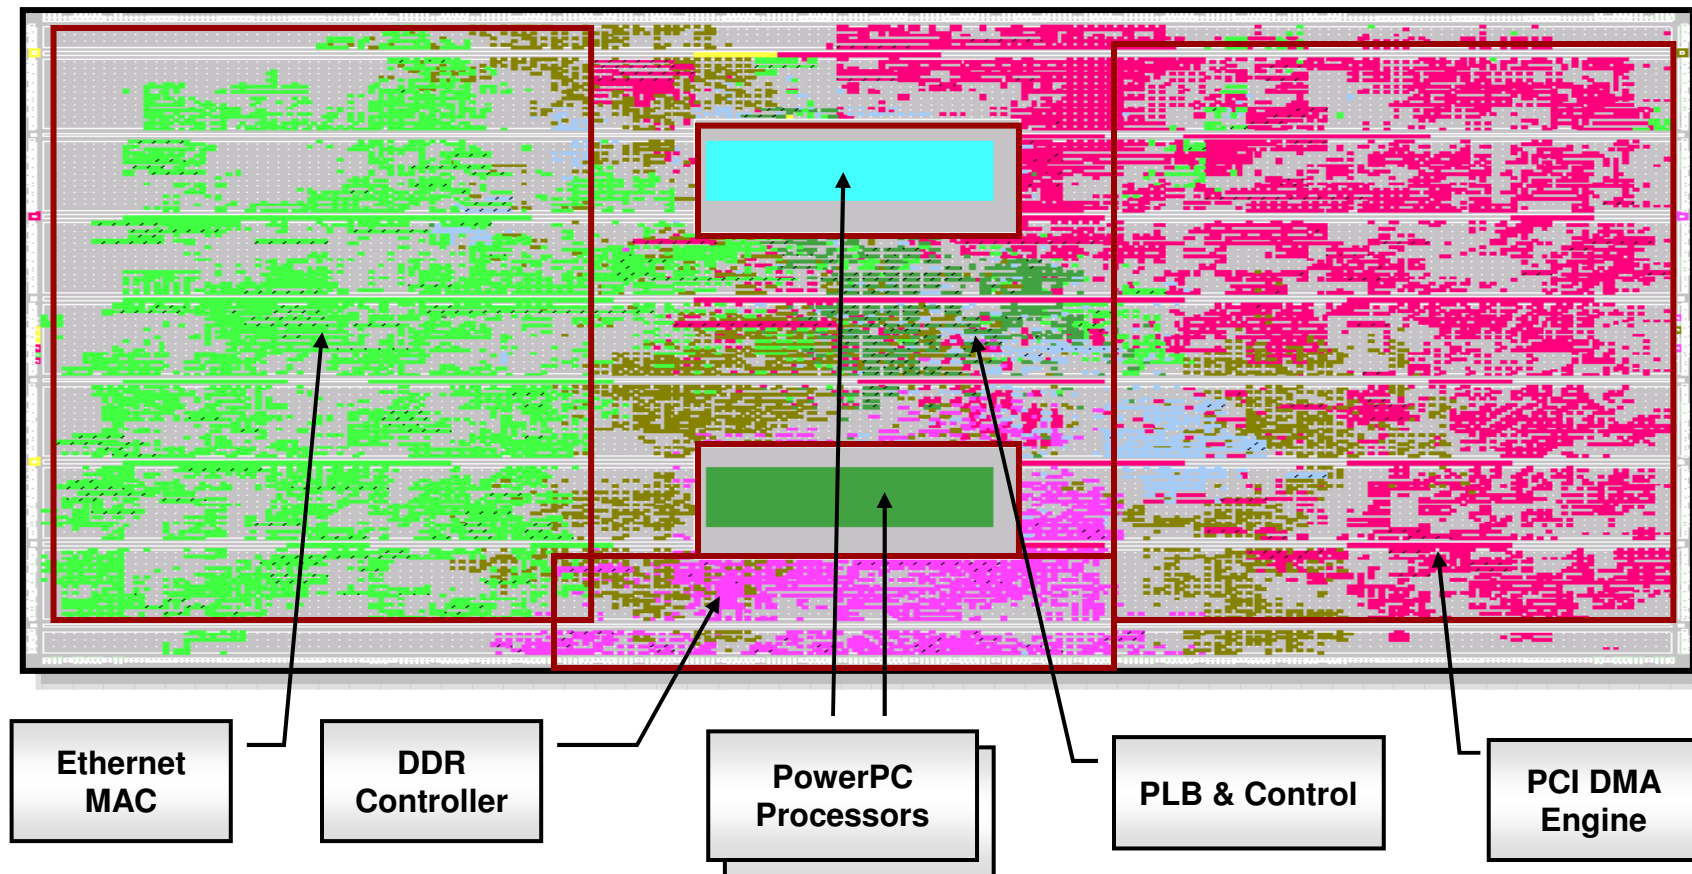 Ethernet
MAC
DDR
Controller
PowerPC
Processors
PLB & Control
PCI DMA
Engine